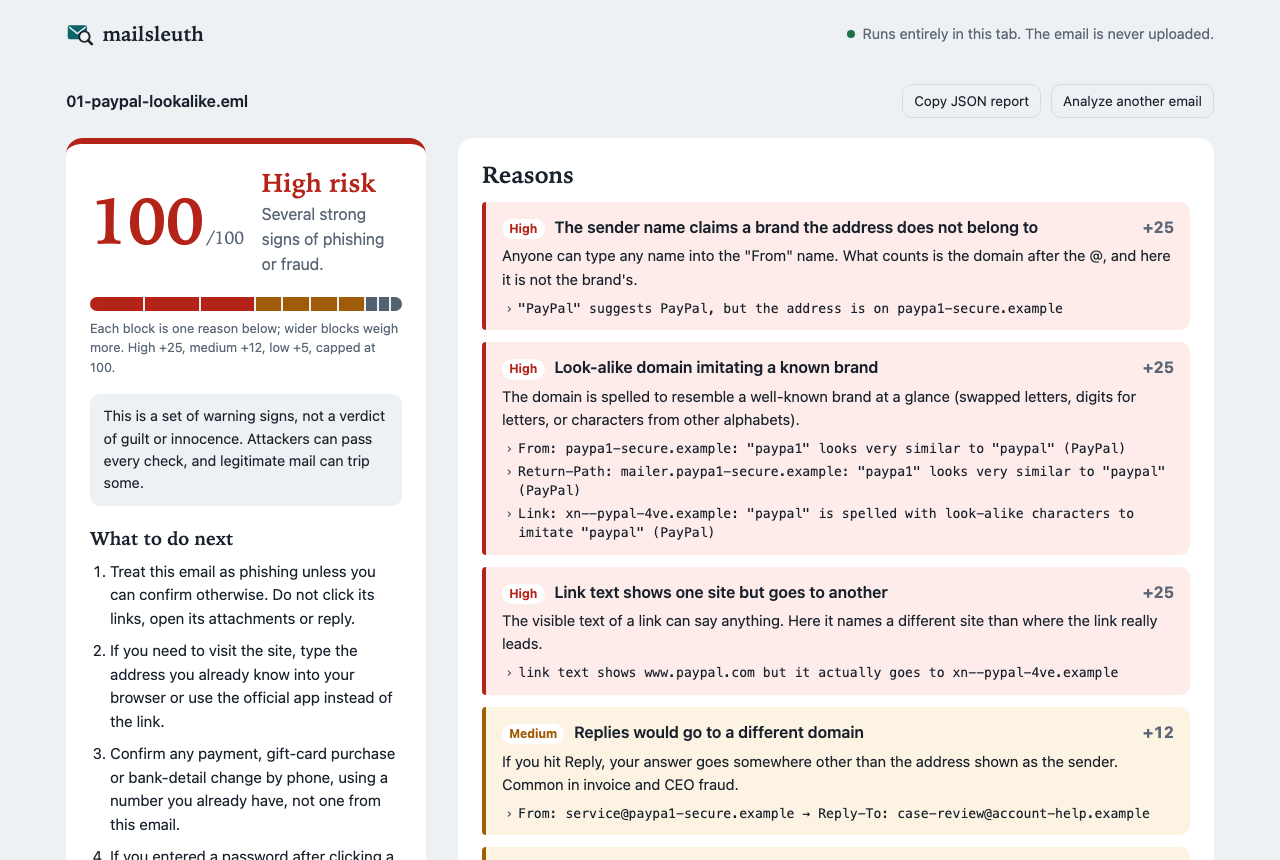 mailsleuth
Runs entirely in this tab. The email is never uploaded.
01-paypal-lookalike.eml
Copy JSON report
Analyze another email
100/100
High risk
Several strong
signs of phishing
or fraud.
Each block is one reason below; wider blocks weigh
more. High +25, medium +12, low +5, capped at
100.
This is a set of warning signs, not a verdict
of guilt or innocence. Attackers can pass
every check, and legitimate mail can trip
some.
What to do next
1. Treat this email as phishing unless you
can confirm otherwise. Do not click its
links, open its attachments or reply.
2. If you need to visit the site, type the
address you already know into your
browser or use the official app instead of
the link.
3. Confirm any payment, gift-card purchase
or bank-detail change by phone, using a
number you already have, not one from
this email.
4. If you entered a password after clicking a
Reasons
High The sender name claims a brand the address does not belong to +25
Anyone can type any name into the "From" name. What counts is the domain after the @, and here
it is not the brand's.
› "PayPal" suggests PayPal, but the address is on paypa1-secure.example
High Look-alike domain imitating a known brand +25
The domain is spelled to resemble a well-known brand at a glance (swapped letters, digits for
letters, or characters from other alphabets).
› From: paypa1-secure.example: "paypa1" looks very similar to "paypal" (PayPal)
› Return-Path: mailer.paypa1-secure.example: "paypa1" looks very similar to "paypal"
(PayPal)
› Link: xn--pypal-4ve.example: "paypal" is spelled with look-alike characters to
imitate "paypal" (PayPal)
High Link text shows one site but goes to another +25
The visible text of a link can say anything. Here it names a different site than where the link really
leads.
› link text shows www.paypal.com but it actually goes to xn--pypal-4ve.example
Medium Replies would go to a different domain +12
If you hit Reply, your answer goes somewhere other than the address shown as the sender.
Common in invoice and CEO fraud.
› From: service@paypa1-secure.example → Reply-To: case-review@account-help.example